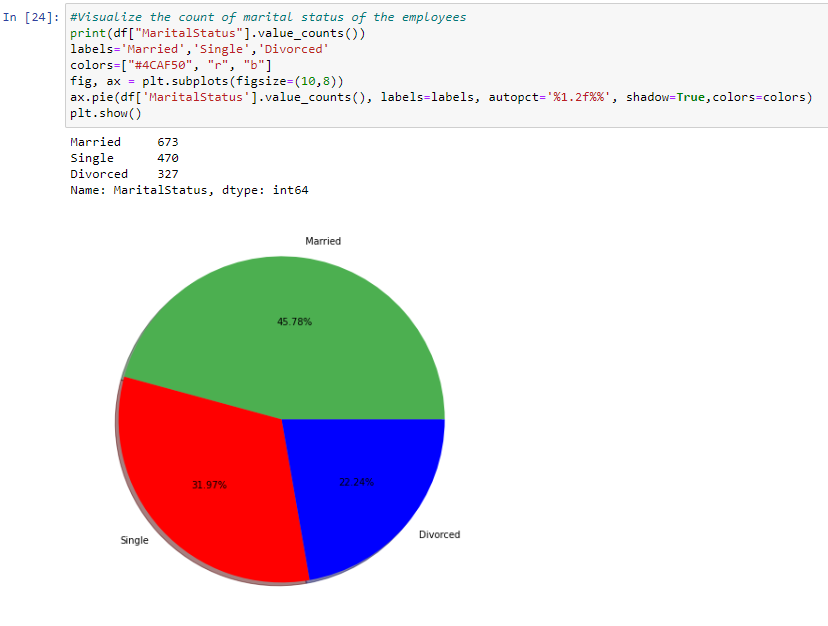 In [24]: #Visualize the count of marital status of the employees
print(df["MaritalStatus"].value_counts())
labels='Married','Single','Divorced'
colors=["#4CAF50", "r", "b"]
fig, ax = plt.subplots(figsize=(10,8))
ax.pie(df['MaritalStatus'].value_counts(), labels=labels, autopct='%1.2f%%', shadow=True,colors=colors)
plt.show()
Married     673
Single      470
Divorced    327
Name: MaritalStatus, dtype: int64
Married
45.78%
31.97%
22.24%
Single
Divorced